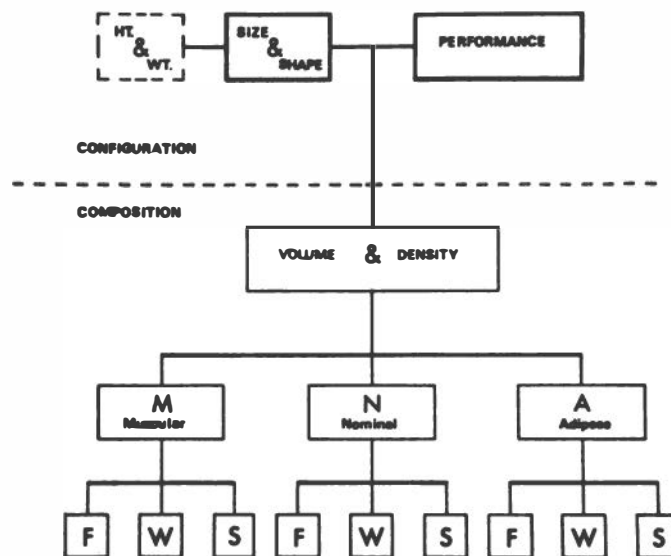 HT. & WT.
SIZE & SHAPE
PERFORMANCE
CONFIGURATION
COMPOSITION
VOLUME & DENSITY
M
Muscular
N
Nominal
A
Adipose
F W S F W S F W S